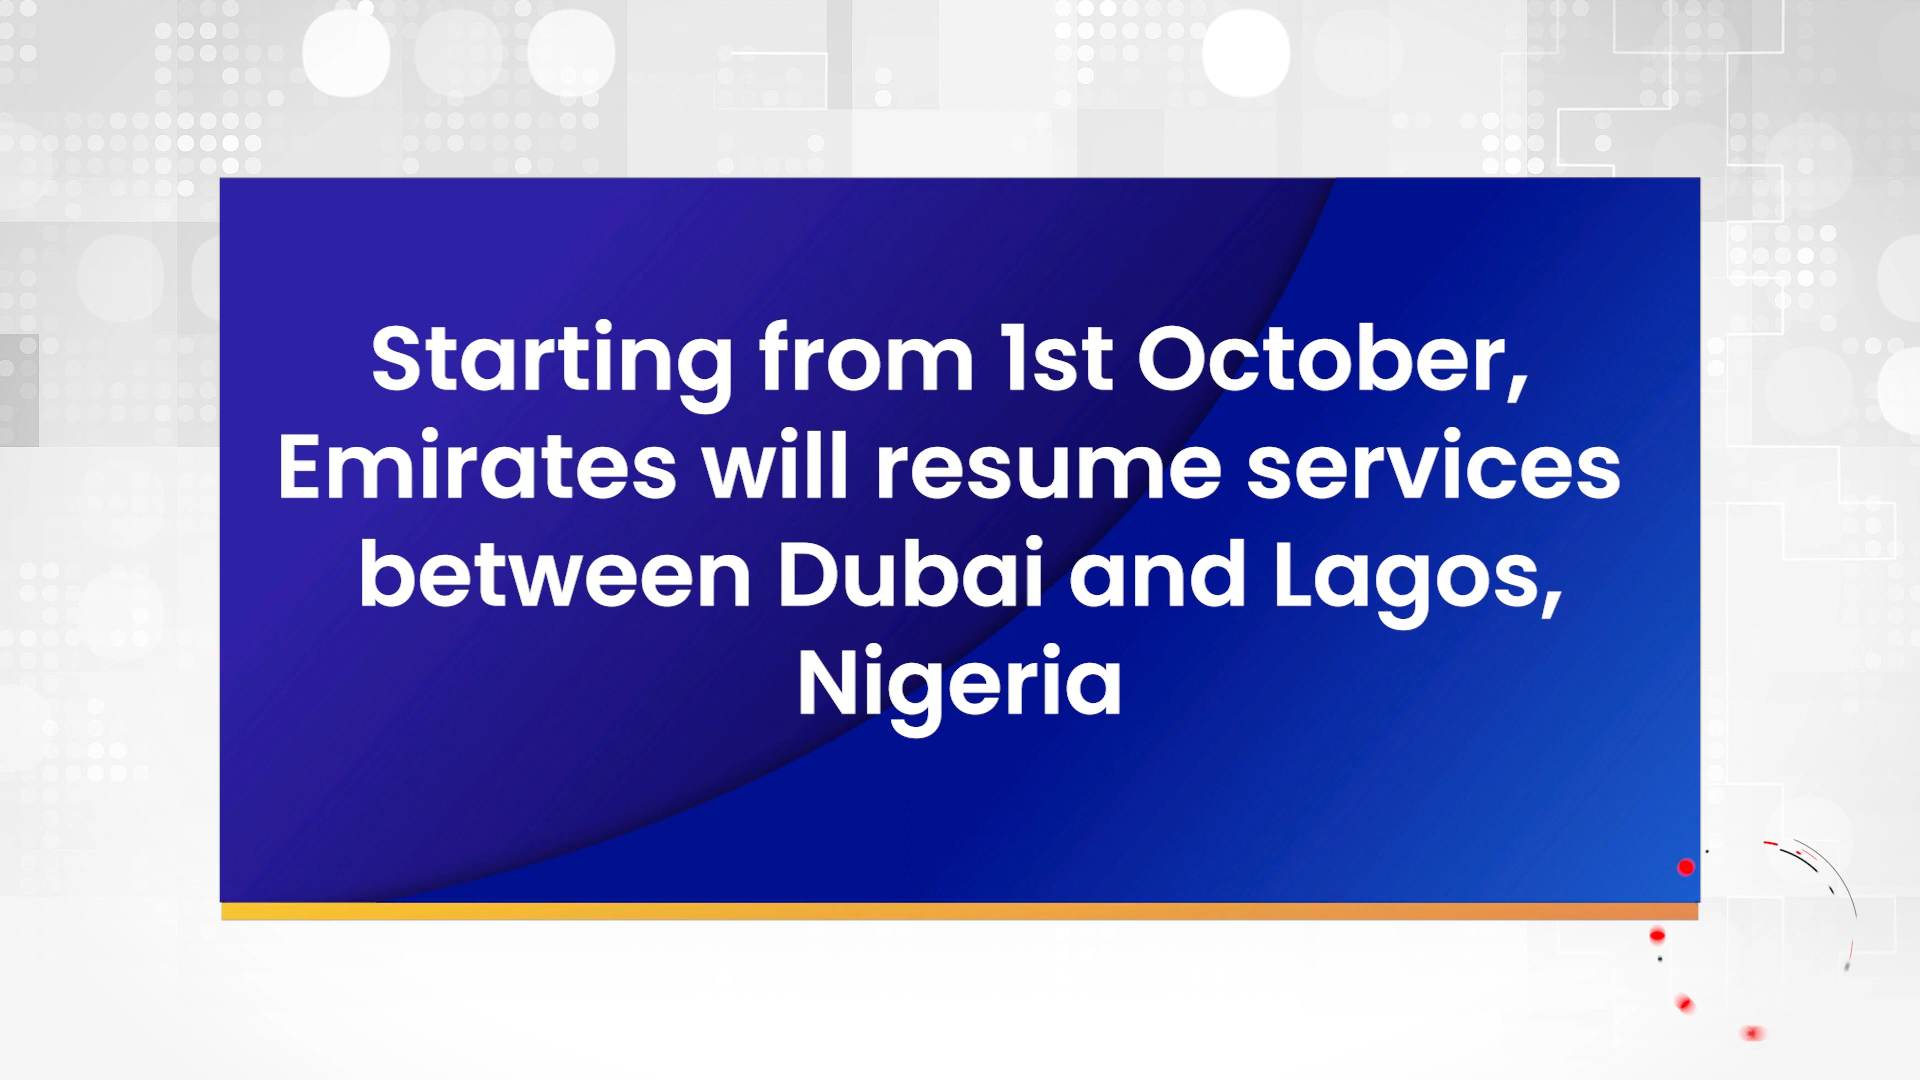 Starting from 1st October,
Emirates will resume services
between Dubai and Lagos,
Nigeria